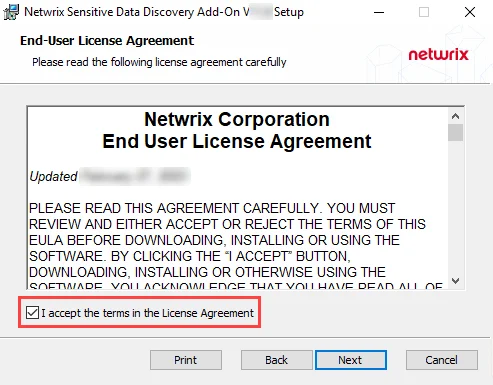 Netwrix Sensitive Data Discovery Add-On Setup
End-User License Agreement
Please read the following license agreement carefully
netwrix
Netwrix Corporation
End User License Agreement
Updated
PLEASE READ THIS AGREEMENT CAREFULLY. YOU MUST
REVIEW AND EITHER ACCEPT OR REJECT THE TERMS OF THIS
EULA BEFORE DOWNLOADING, INSTALLING OR USING THE
SOFTWARE. BY CLICKING THE “I ACCEPT” BUTTON,
DOWNLOADING, INSTALLING OR OTHERWISE USING THE
SOFTWARE, YOU ACKNOWLEDGE THAT YOU HAVE READ ALL OF
I accept the terms in the License Agreement
Print
Back
Next
Cancel